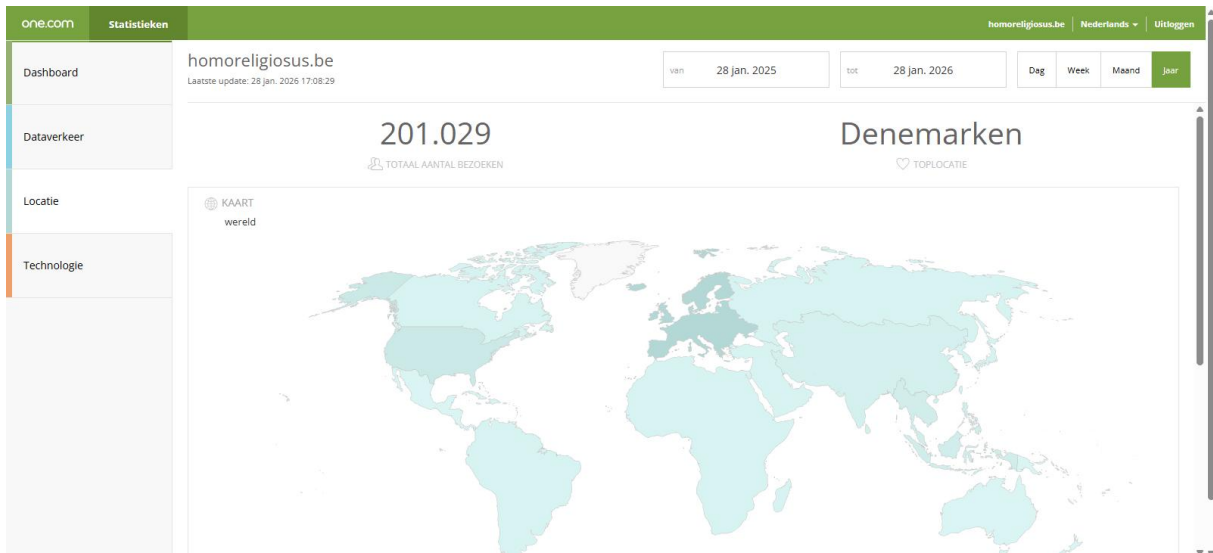 one.com Statistieken homoreligiosus.be Nederlands Uitloggen
Dashboard
Dataverkeer
Locatie
Technologie
homoreligiosus.be
Laatste update: 28 jan. 2026 17:08:29
van 28 jan. 2025 tot 28 jan. 2026 Dag Week Maand Jaar
201.029
TOTAAL AANTAL BEZOEKEN
Denemarken
TOPLOCATIE
KAART
wereld